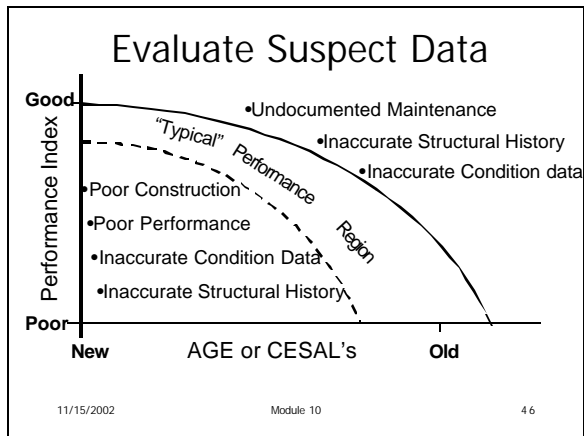 Evaluate Suspect Data
Good
•Undocumented Maintenance
"Typical" Performance Region
•Inaccurate Structural History
•Inaccurate Condition data
Performance Index
•Poor Construction
•Poor Performance
•Inaccurate Condition Data
•Inaccurate Structural History
Poor
New
AGE or CESAL's
Old
11/15/2002
Module 10
46